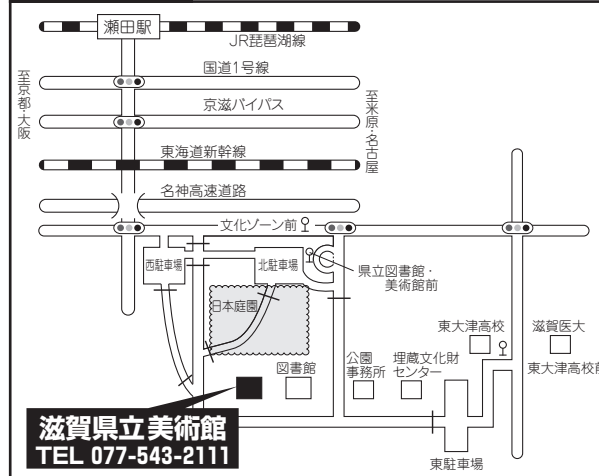 瀬田駅
JR琵琶湖線
国道1号線
至京都・大阪
京滋バイパス
至米原・名古屋
東海道新幹線
名神高速道路
文化ゾーン前
西駐車場
北駐車場
県立図書館・
美術館前
日本庭園
東大津高校
滋賀医大
図書館
公園
事務所
埋蔵文化財
センター
東大津高校前
滋賀県立美術館
TEL 077-543-2111
東駐車場